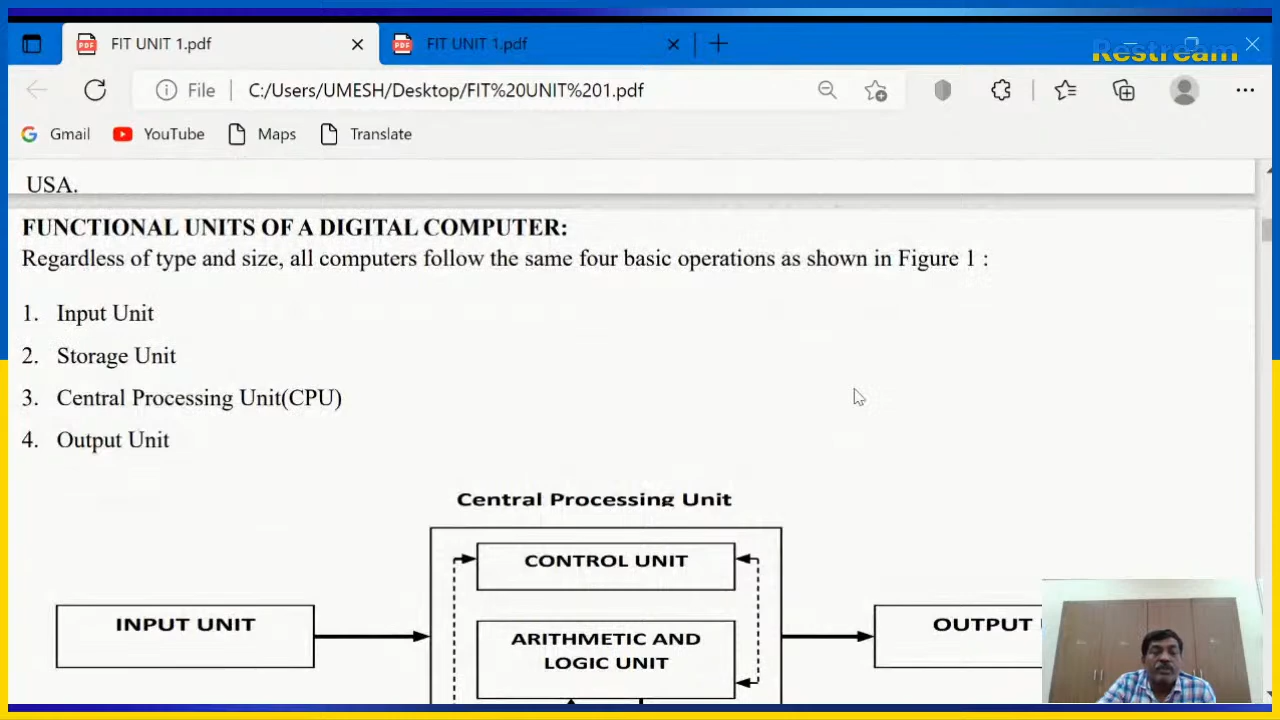 FIT UNIT 1.pdf
FIT UNIT 1.pdf
Restream
File
C:/Users/UMESH/Desktop/FIT%20UNIT%201.pdf
Gmail
YouTube
Maps
Translate
USA.
FUNCTIONAL UNITS OF A DIGITAL COMPUTER:
Regardless of type and size, all computers follow the same four basic operations as shown in Figure 1 :
1. Input Unit
2. Storage Unit
3. Central Processing Unit(CPU)
4. Output Unit
Central Processing Unit
CONTROL UNIT
INPUT UNIT
ARITHMETIC AND
LOGIC UNIT
OUTPUT